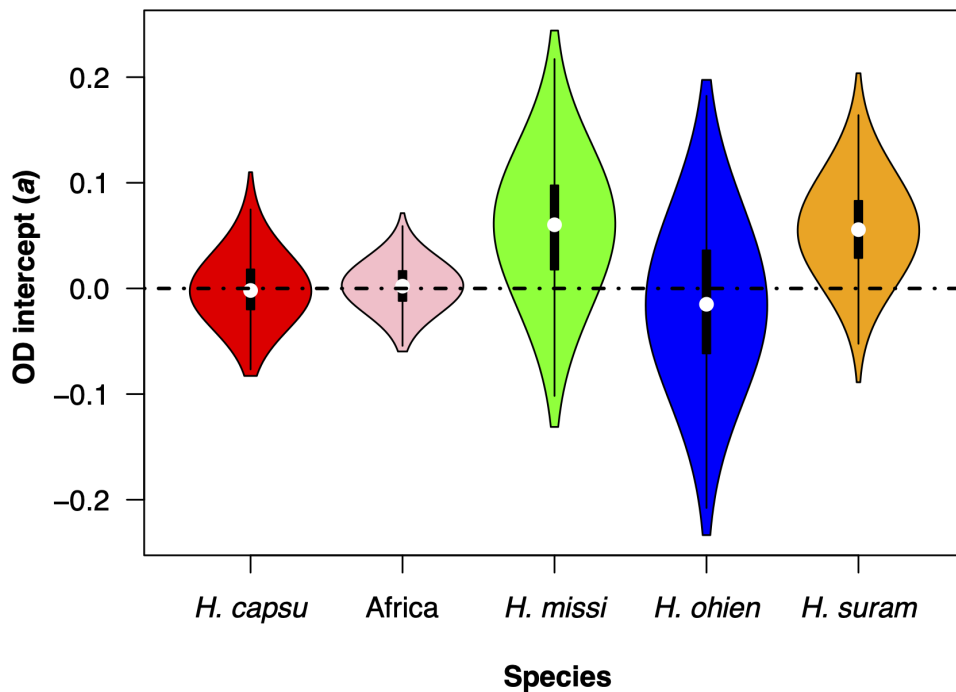 OD intercept (a)
0.2
0.1
0.0
−0.1
−0.2
H. capsu
Africa
H. missi
H. ohien
H. suram
Species